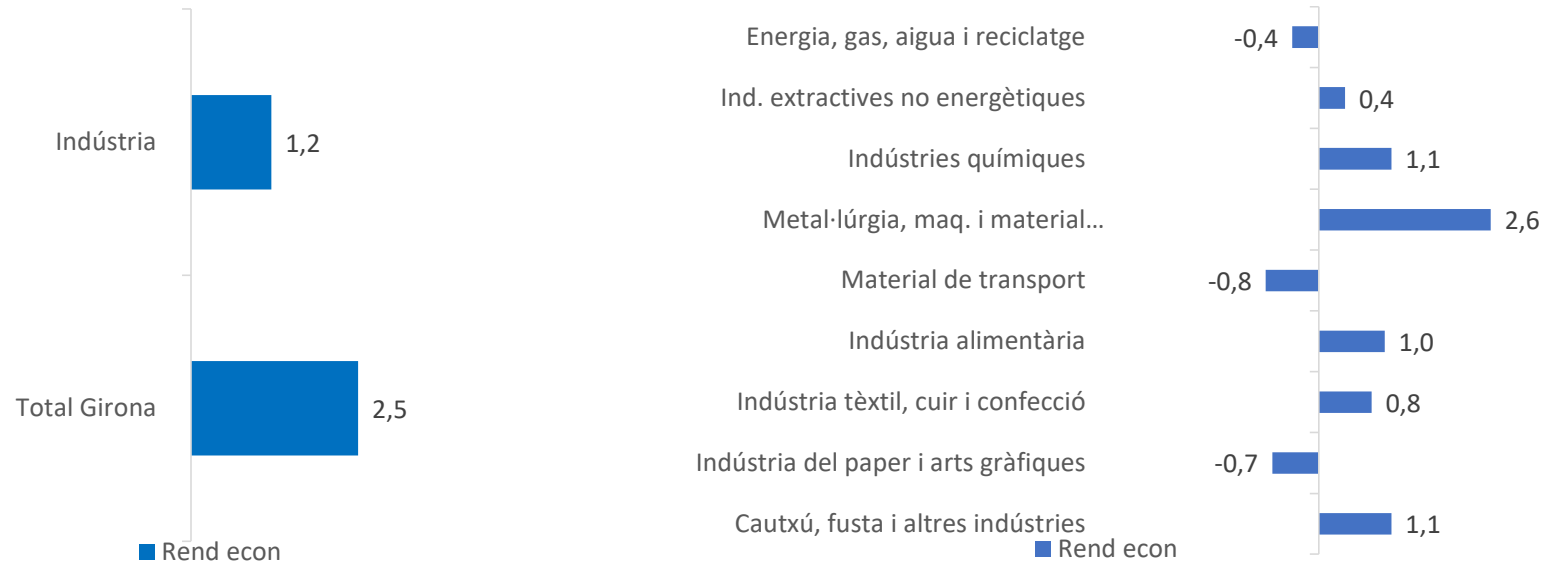 Indústria
1,2
Total Girona
2,5
Rend econ
Energia, gas, aigua i reciclatge
-0,4
Ind. extractives no energètiques
0,4
Indústries químiques
1,1
Metal·lúrgia, maq. i material...
2,6
Material de transport
-0,8
Indústria alimentària
1,0
Indústria tèxtil, cuir i confecció
0,8
Indústria del paper i arts gràfiques
-0,7
Cautxú, fusta i altres indústries
1,1
Rend econ